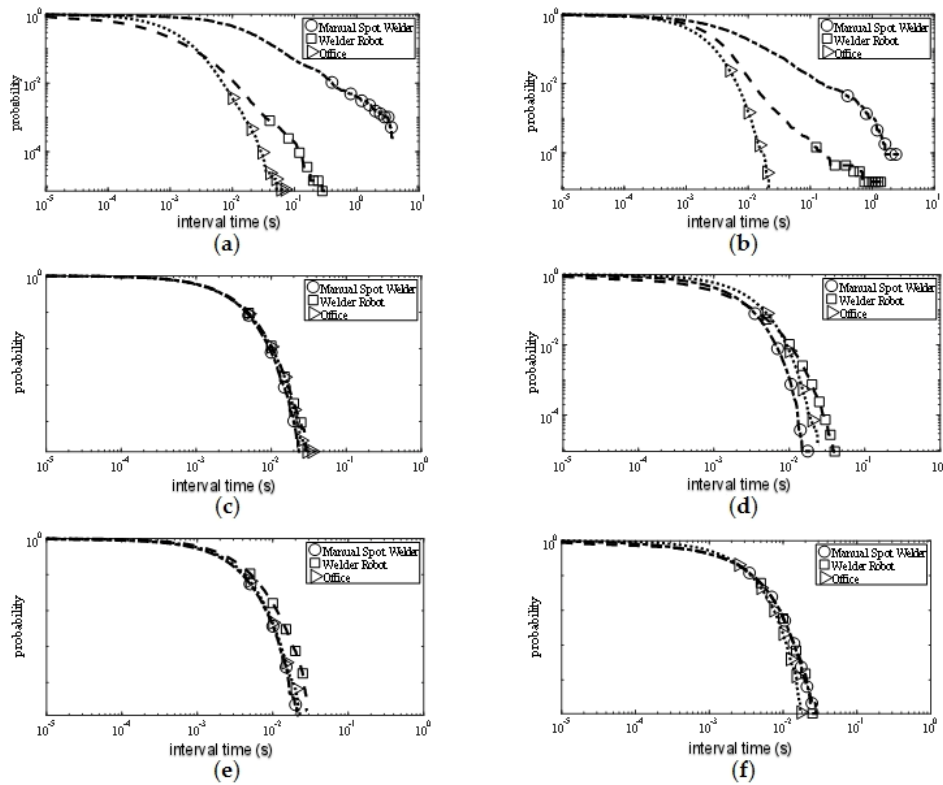 10^0
10^-2
10^-4
probability
Manual Spot Welder
Welder Robot
Office
10^-5 10^-4 10^-3 10^-2 10^-1 10^0 10^1
interval time (s)
(a)
10^0
10^-2
10^-4
probability
Manual Spot Welder
Welder Robot
Office
10^-5 10^-4 10^-3 10^-2 10^-1 10^0 10^1
interval time (s)
(b)
10^0
probability
Manual Spot Welder
Welder Robot
Office
10^-5 10^-4 10^-3 10^-2 10^-1 10^0
interval time (s)
(c)
10^0
10^-2
10^-4
probability
Manual Spot Welder
Welder Robot
Office
10^-5 10^-4 10^-3 10^-2 10^-1 10^0
interval time (s)
(d)
10^0
probability
Manual Spot Welder
Welder Robot
Office
10^-5 10^-4 10^-3 10^-2 10^-1 10^0
interval time (s)
(e)
10^0
probability
Manual Spot Welder
Welder Robot
Office
10^-5 10^-4 10^-3 10^-2 10^-1 10^0
interval time (s)
(f)